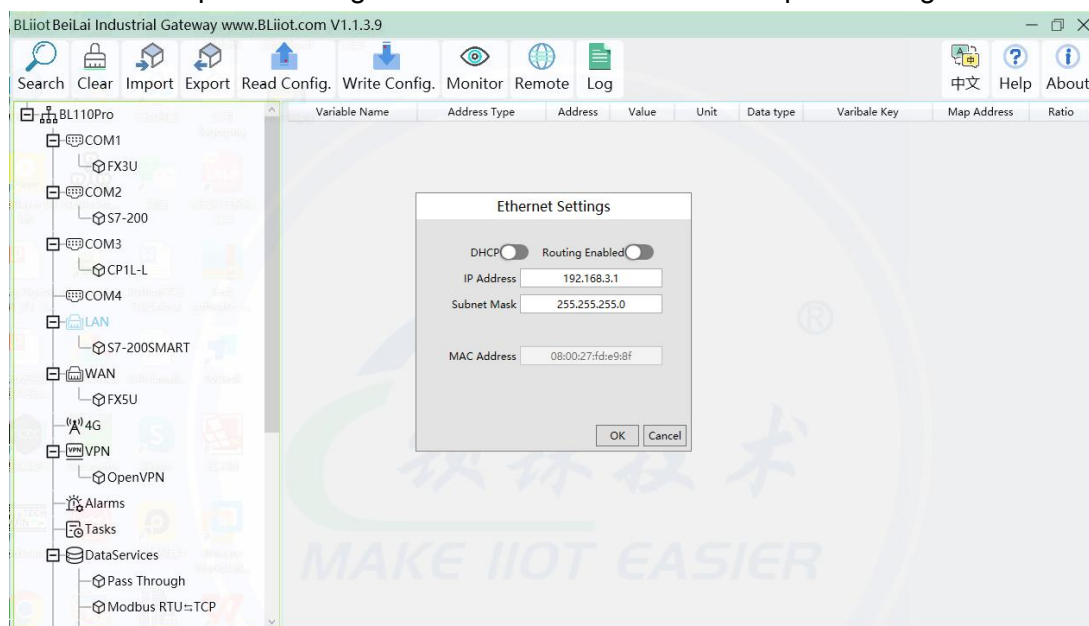 BLiiot BeiLai Industrial Gateway www.BLiiot.com V1.1.3.9
Search Clear Import Export Read Config. Write Config. Monitor Remote Log 中文 Help About
Variable Name Address Type Address Value Unit Data type Varibale Key Map Address Ratio
BL110Pro
COM1
FX3U
COM2
S7-200
COM3
CP1L-L
COM4
LAN
S7-200SMART
WAN
FX5U
4G
VPN
OpenVPN
Alarms
Tasks
DataServices
Pass Through
Modbus RTU⇆TCP
Ethernet Settings
DHCP Routing Enabled
IP Address 192.168.3.1
Subnet Mask 255.255.255.0
MAC Address 08:00:27:fd:e9:8f
OK Cancel
®
技术
MAKE IIOT EASIER